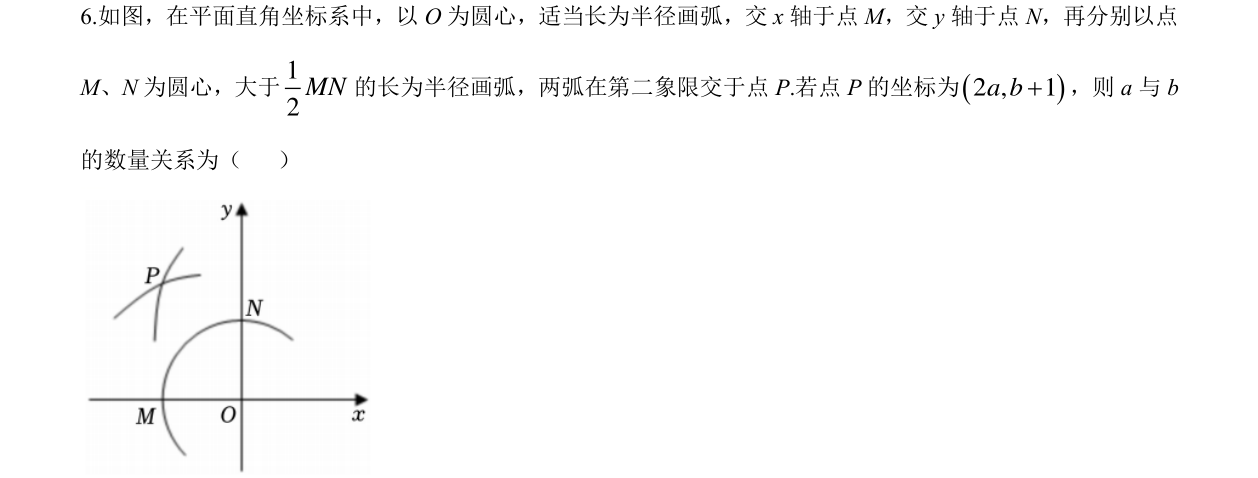 6.如图，在平面直角坐标系中，以 O 为圆心，适当长为半径画弧，交 x 轴于点 M，交 y 轴于点 N，再分别以点
M、N 为圆心，大于 1/2 MN 的长为半径画弧，两弧在第二象限交于点 P.若点 P 的坐标为(2a,b+1)，则 a 与 b
的数量关系为（ ）
y
P
N
M
O
x